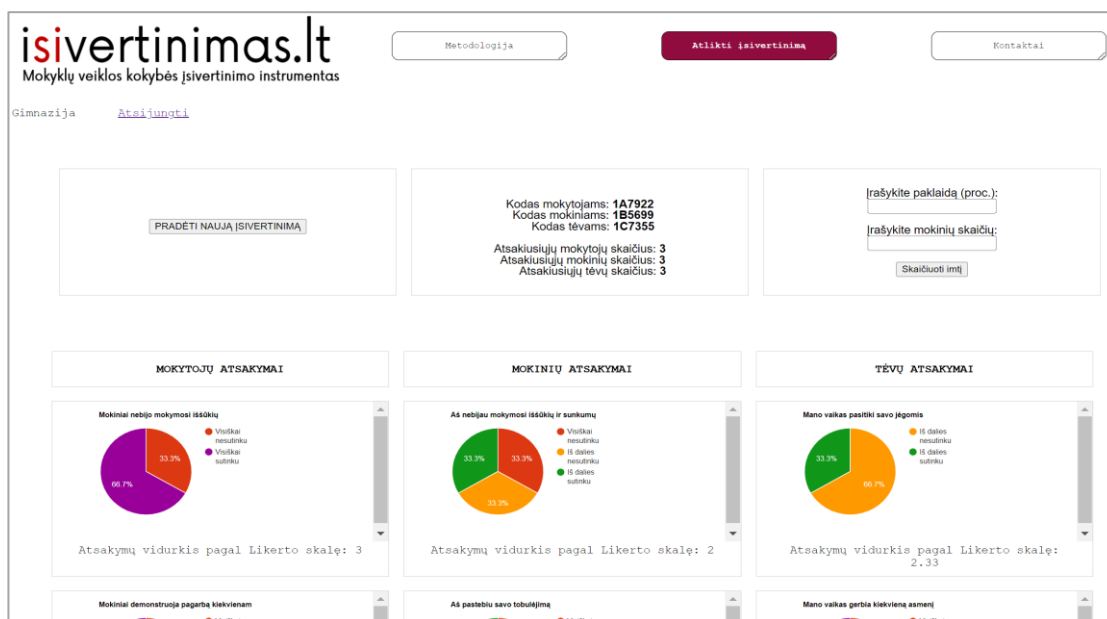 isivertinimas.lt
Mokyklų veiklos kokybės įsivertinimo instrumentas
Metodologija
Atlikti įsivertinimą
Kontaktai
Gimnazija
Atsijungti
PRADĖTI NAUJĄ ĮSIVERTINIMĄ
Kodas mokytojams: 1A7922
Kodas mokiniams: 1B5699
Kodas tėvams: 1C7355
Atsakiusiųjų mokytojų skaičius: 3
Atsakiusiųjų mokinių skaičius: 3
Atsakiusiųjų tėvų skaičius: 3
Įrašykite paklaidą (proc.):
Įrašykite mokinių skaičių:
Skaičiuoti imtį
MOKYTOJŲ ATSAKYMAI
MOKINIŲ ATSAKYMAI
TĖVŲ ATSAKYMAI
Mokiniai nebijo mokymosi iššūkių
Visiškai
nesutinku
Visiškai
sutinku
33.3%
66.7%
Atsakymų vidurkis pagal Likerto skalę: 3
Aš nebijau mokymosi iššūkių ir sunkumų
Visiškai
nesutinku
Iš dalies
nesutinku
Iš dalies
sutinku
33.3%
33.3%
33.3%
Atsakymų vidurkis pagal Likerto skalę: 2
Mano vaikas pasitiki savo jėgomis
Iš dalies
nesutinku
Iš dalies
sutinku
33.3%
66.7%
Atsakymų vidurkis pagal Likerto skalę:
2.33
Mokiniai demonstruoja pagarbą kiekvienam
Aš pastebiu savo tobulėjimą
Mano vaikas gerbia kiekvieną asmenį